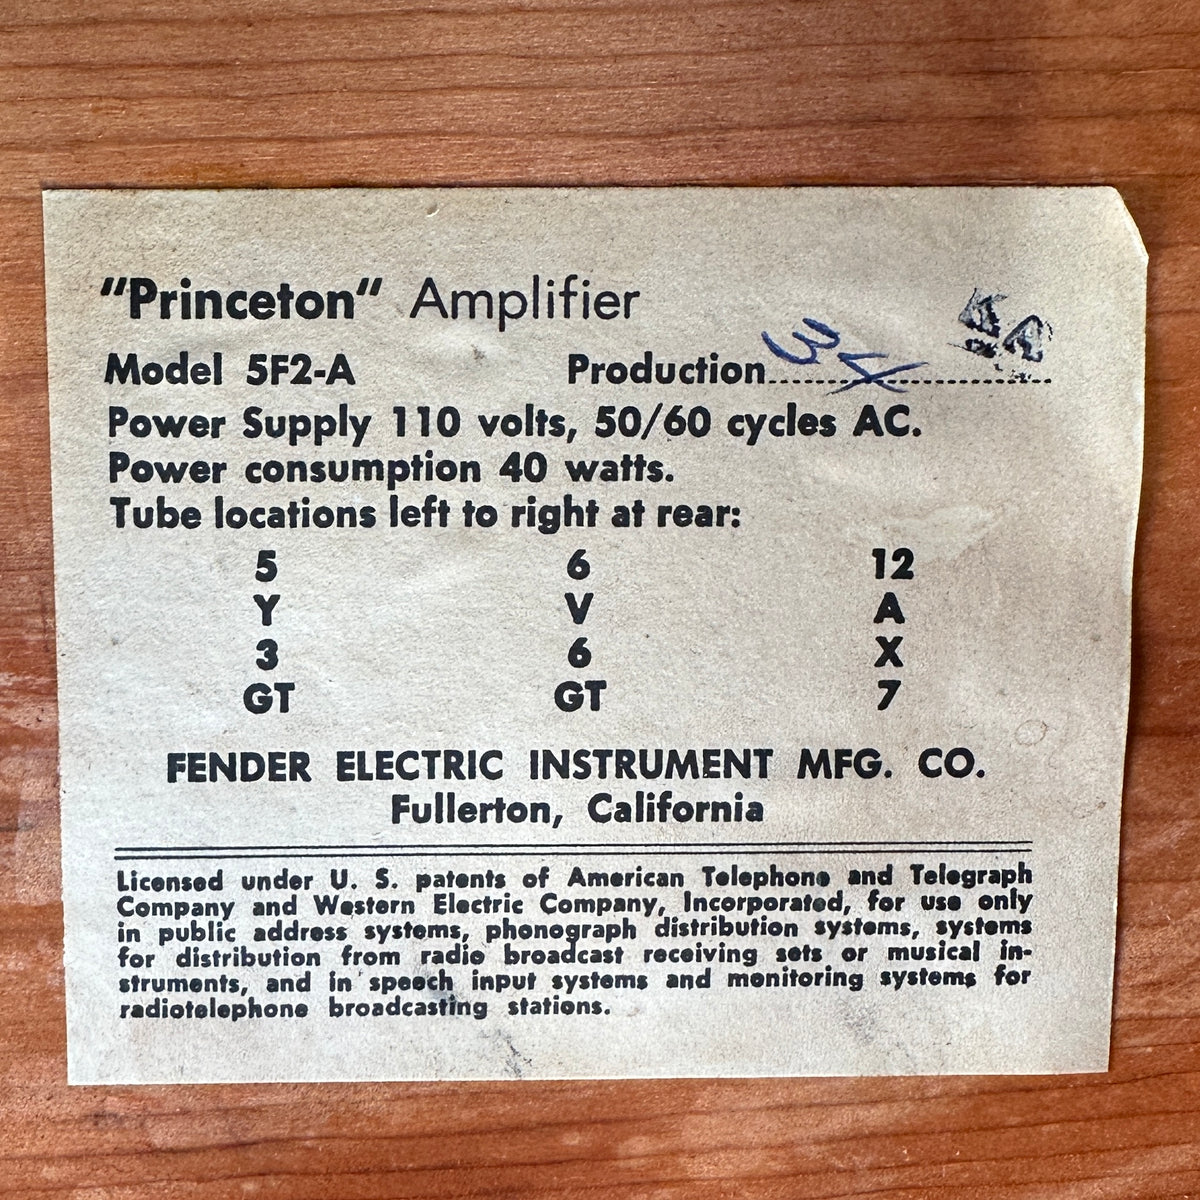 "Princeton" Amplifier
Model 5F2-A Production............................
Power Supply 110 volts, 50/60 cycles AC.
Power consumption 40 watts.
Tube locations left to right at rear:
5 6 12
Y V A
3 6 X
GT GT 7
FENDER ELECTRIC INSTRUMENT MFG. CO.
Fullerton, California
Licensed under U. S. patents of American Telephone and Telegraph
Company and Western Electric Company, Incorporated, for use only
in public address systems, phonograph distribution systems, systems
for distribution from radio broadcast receiving sets or musical in-
struments, and in speech input systems and monitoring systems for
radiotelephone broadcasting stations.